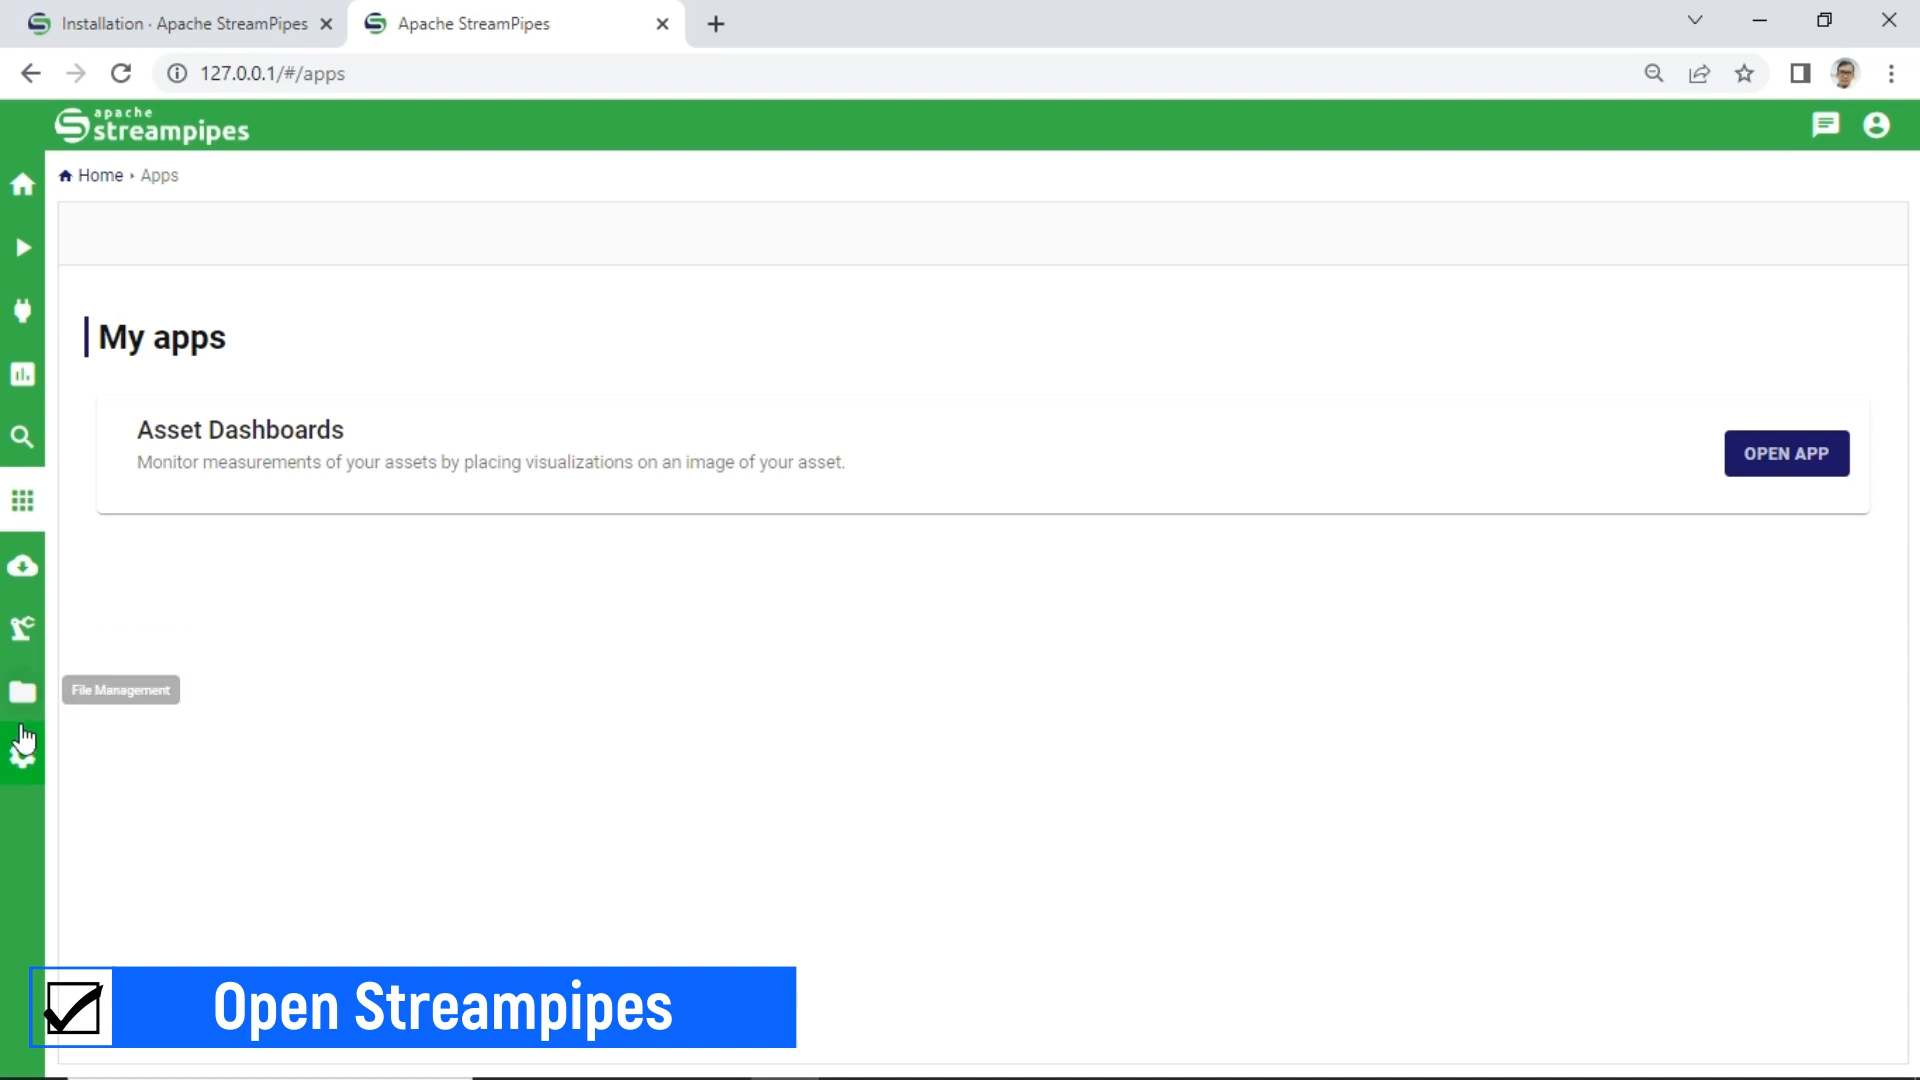 Installation · Apache StreamPipes
Apache StreamPipes
127.0.0.1/#/apps
apache
streampipes
Home
Apps
My apps
Asset Dashboards
Monitor measurements of your assets by placing visualizations on an image of your asset.
OPEN APP
File Management
Open Streampipes